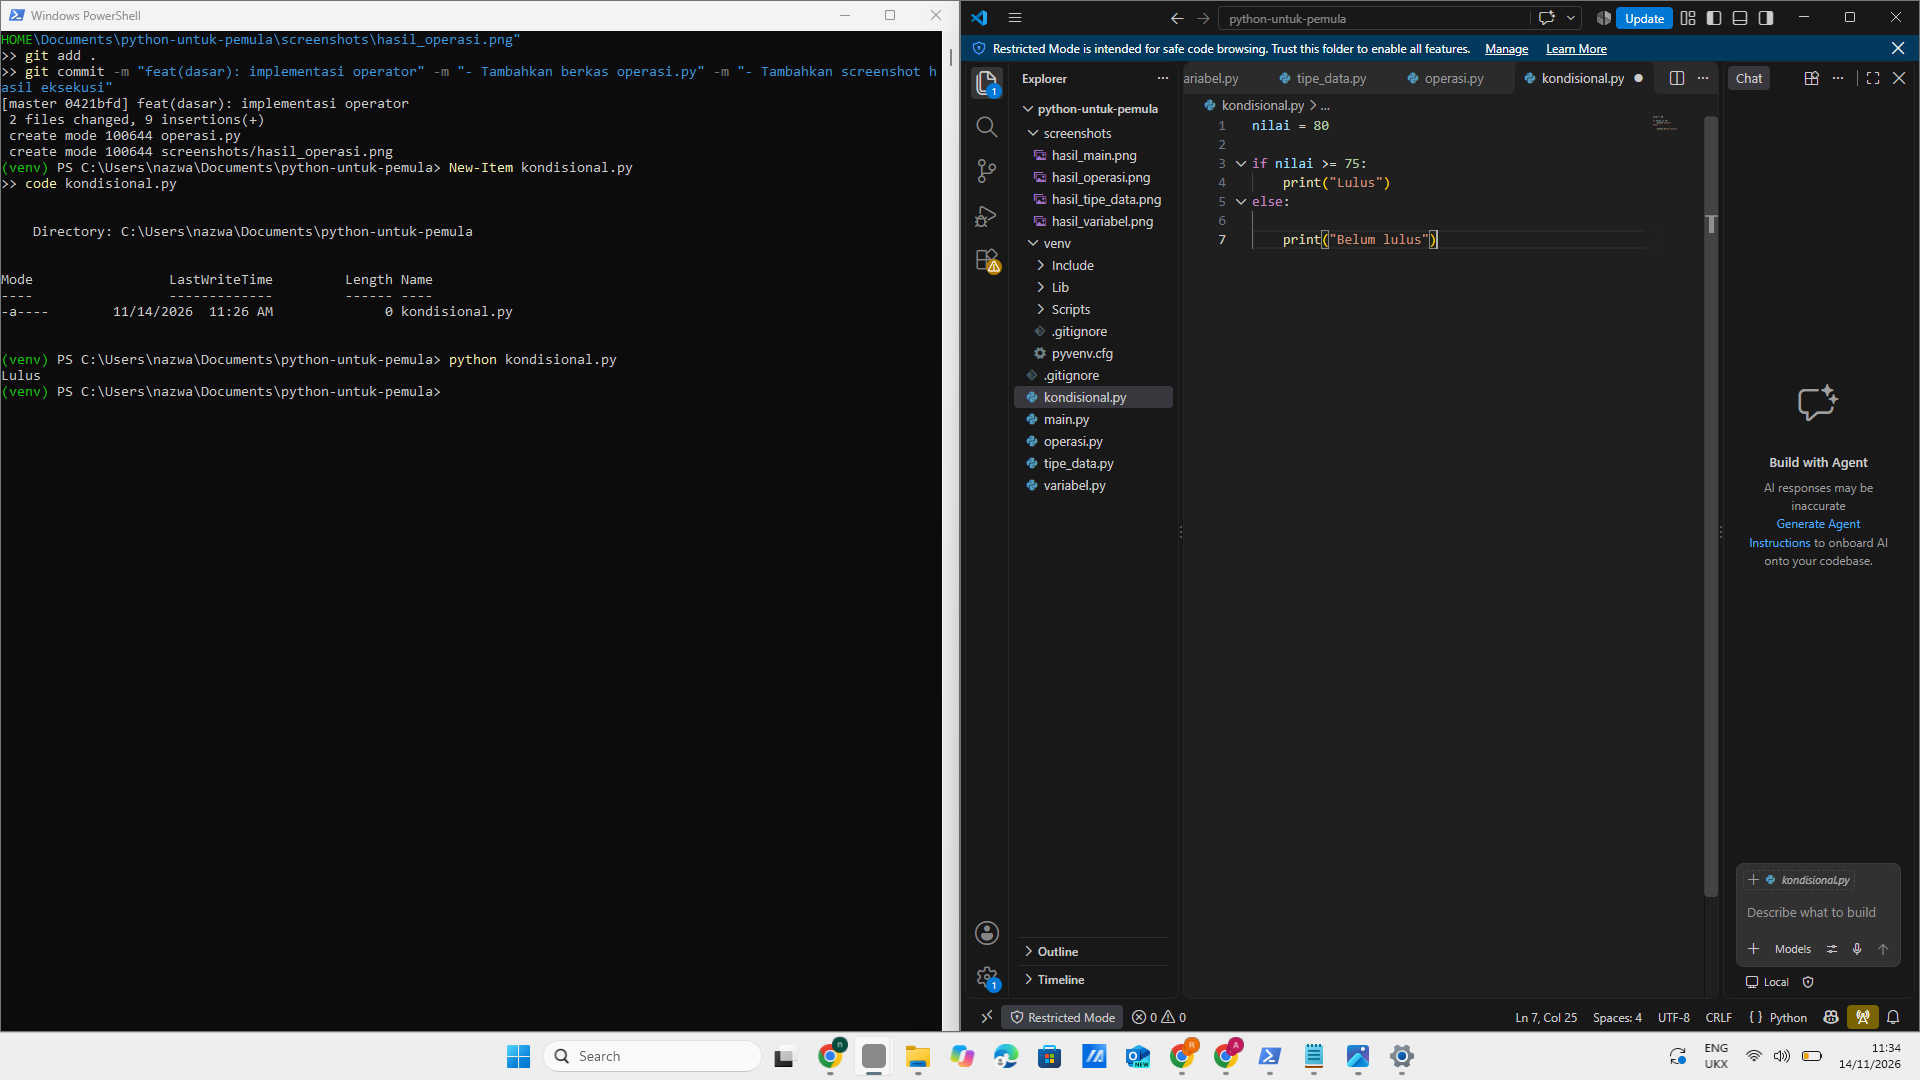 Windows PowerShell
HOME\Documents\python-untuk-pemula\screenshots\hasil_operasi.png"
>> git add .
>> git commit -m "feat(dasar): implementasi operator" -m "- Tambahkan berkas operasi.py" -m "- Tambahkan screenshot h
asil eksekusi"
[master 0421bfd] feat(dasar): implementasi operator
2 files changed, 9 insertions(+)
create mode 100644 operasi.py
create mode 100644 screenshots/hasil_operasi.png
(venv) PS C:\Users\nazwa\Documents\python-untuk-pemula> New-Item kondisional.py
>> code kondisional.py
Directory: C:\Users\nazwa\Documents\python-untuk-pemula
Mode LastWriteTime Length Name
---- ------------- ------ ----
-a---- 11/14/2026 11:26 AM 0 kondisional.py
(venv) PS C:\Users\nazwa\Documents\python-untuk-pemula> python kondisional.py
Lulus
(venv) PS C:\Users\nazwa\Documents\python-untuk-pemula>
python-untuk-pemula
Update
Restricted Mode is intended for safe code browsing. Trust this folder to enable all features. Manage Learn More
Explorer
python-untuk-pemula
screenshots
hasil_main.png
hasil_operasi.png
hasil_tipe_data.png
hasil_variabel.png
venv
Include
Lib
Scripts
.gitignore
pyvenv.cfg
.gitignore
kondisional.py
main.py
operasi.py
tipe_data.py
variabel.py
Outline
Timeline
1
1
ariabel.py tipe_data.py operasi.py kondisional.py
kondisional.py > ...
1 nilai = 80
2
3 if nilai >= 75:
4 print("Lulus")
5 else:
6
7 print("Belum lulus")
Chat
Build with Agent
AI responses may be
inaccurate
Generate Agent
Instructions to onboard AI
onto your codebase.
kondisional.py
Describe what to build
Models
Local
Restricted Mode 0 0
Ln 7, Col 25 Spaces: 4 UTF-8 CRLF { } Python
Search
n
NEW
R
A
ENG
UKX
11:34
14/11/2026